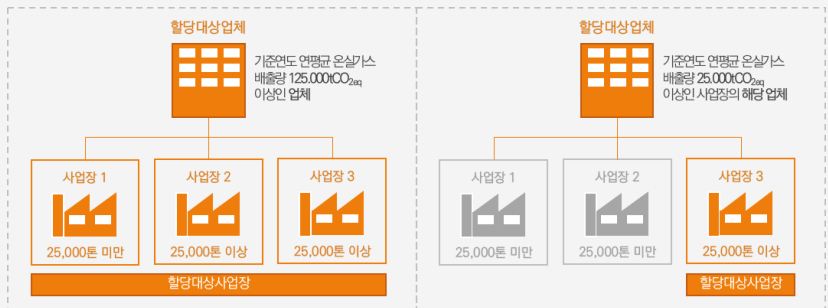 할당대상업체
기준연도 연평균 온실가스
배출량 125,000tCO2eq
이상인 업체
사업장 1
사업장 2
사업장 3
25,000톤 미만
25,000톤 이상
25,000톤 이상
할당대상사업장
할당대상업체
기준연도 연평균 온실가스
배출량 25,000tCO2eq
이상인 사업장의 해당 업체
사업장 1
사업장 2
사업장 3
25,000톤 미만
25,000톤 미만
25,000톤 이상
할당대상사업장